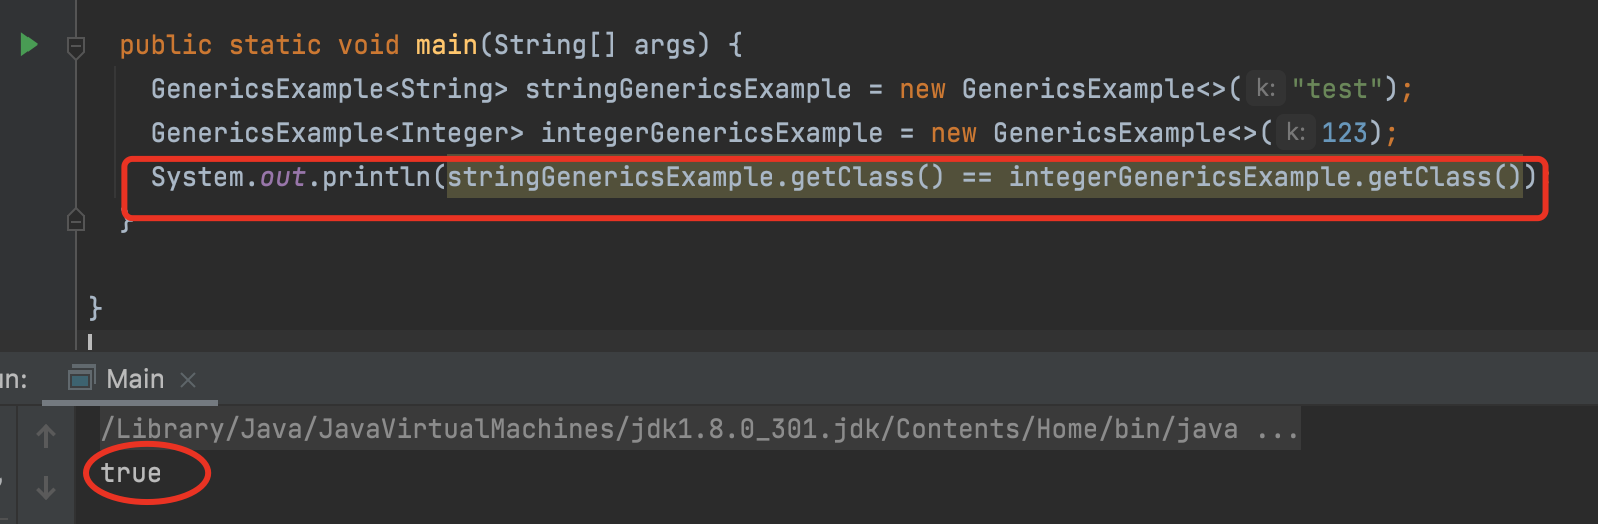 public static void main(String[] args) {
GenericsExample<String> stringGenericsExample = new GenericsExample<>( k: "test");
GenericsExample<Integer> integerGenericsExample = new GenericsExample<>( k: 123);
System.out.println(stringGenericsExample.getClass() == integerGenericsExample.getClass())
}
}
un: Main ×
/Library/Java/JavaVirtualMachines/jdk1.8.0_301.jdk/Contents/Home/bin/java ...
true